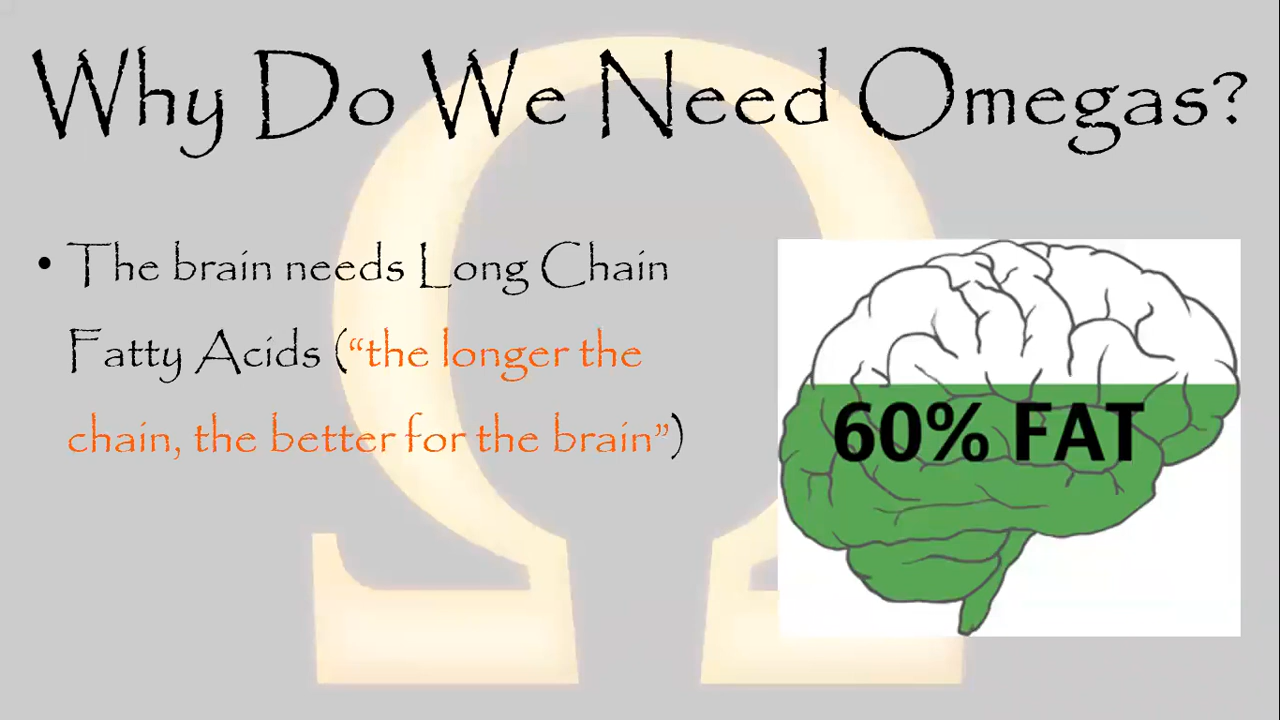 Why Do We Need Omegas?
• The brain needs Long Chain
Fatty Acids (“the longer the
chain, the better for the brain”)
60% FAT